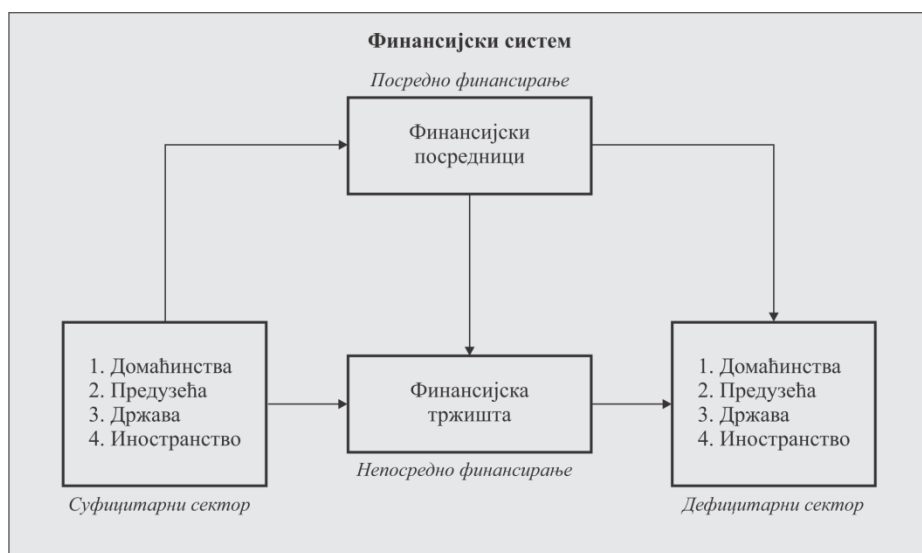 Финансијски систем
Посредно финансирање
Финансијски
посредници
1. Домаћинства
2. Предузећа
3. Држава
4. Иностранство
Суфицитарни сектор
Финансијска
тржишта
Непосредно финансирање
1. Домаћинства
2. Предузећа
3. Држава
4. Иностранство
Дефицитарни сектор